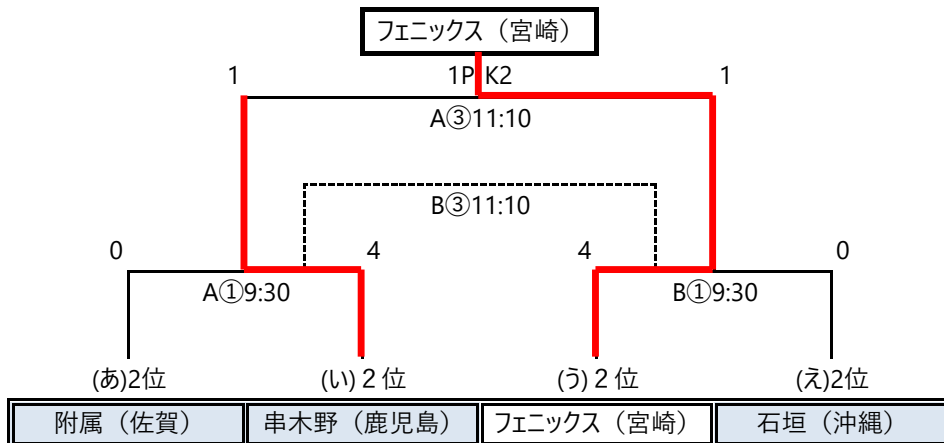 フェニックス（宮崎）
1 1P K2 1
A③11:10
B③11:10
0 4 4 0
A①9:30 B①9:30
(あ)2位 (い)２位 (う)２位 (え)2位
附属（佐賀） 串木野（鹿児島） フェニックス（宮崎） 石垣（沖縄）